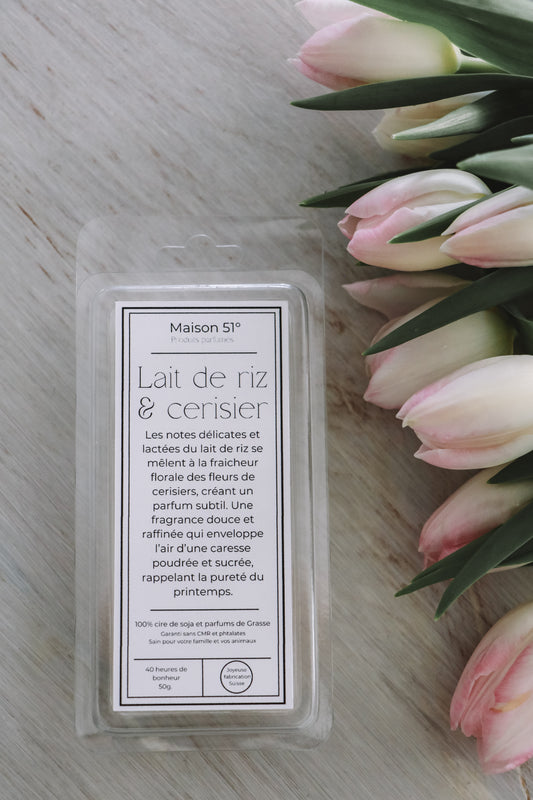 Maison 51°
Produits parfumés
Lait de riz
& cerisier
Les notes délicates et
lactées du lait de riz se
mêlent à la fraîcheur
florale des fleurs de
cerisiers, créant un
parfum subtil. Une
fragrance douce et
raffinée qui enveloppe
l'air d'une caresse
poudrée et sucrée,
rappelant la pureté du
printemps.
100% cire de soja et parfums de Grasse
Garanti sans CMR et phtalates
Sain pour votre famille et vos animaux
40 heures de
bonheur
50g.
Joyeuse
fabrication
Suisse